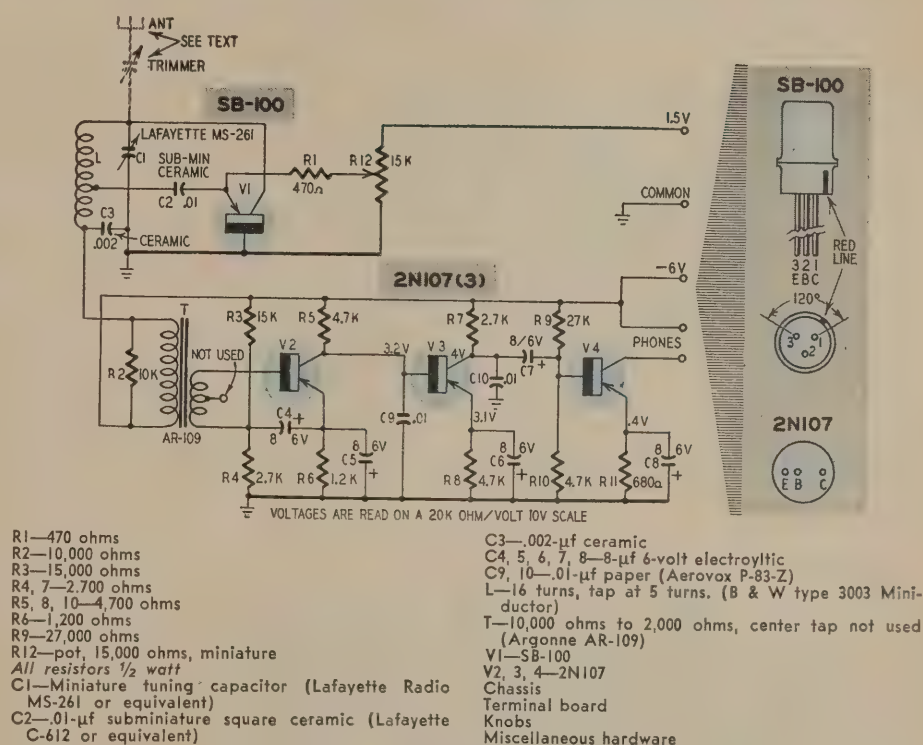 ANT
SEE TEXT
TRIMMER
SB-100
LAFAYETTE MS-261
L
C1
SUB-MIN
CERAMIC
C2 .01
V1
R1
470Ω
R12
15K
1.5V
COMMON
C3
.002
CERAMIC
-6V
PHONES
2N107(3)
T
R2
10K
NOT USED
AR-109
R3
15K
R5
4.7K
V2
3.2V
C4 +
8 6V
8 6V
C5 +
R4
2.7K
R6
1.2K
C9
.01
R7
2.7K
V3
4V
C10
.01
8/6V
C7 +
3.1V
8 6V
C6 +
R8
4.7K
R9
27K
V4
.4V
R10
4.7K
R11
680Ω
8 6V
C8 +
VOLTAGES ARE READ ON A 20K OHM/VOLT 10V SCALE
SB-100
RED
LINE
321
EBC
120°
3 1
2
2N107
E B C
R1—470 ohms
R2—10,000 ohms
R3—15,000 ohms
R4, 7—2.700 ohms
R5, 8, 10—4,700 ohms
R6—1,200 ohms
R9—27,000 ohms
R12—pot, 15,000 ohms, miniature
All resistors ½ watt
C1—Miniature tuning capacitor (Lafayette Radio
MS-261 or equivalent)
C2—.01-μf subminiature square ceramic (Lafayette
C-612 or equivalent)
C3—.002-μf ceramic
C4, 5, 6, 7, 8—8-μf 6-volt electroyltic
C9, 10—.01-μf paper (Aerovox P-83-Z)
L—16 turns, tap at 5 turns. (B & W type 3003 Mini-
ductor)
T—10,000 ohms to 2,000 ohms, center tap not used
(Argonne AR-109)
V1—SB-100
V2, 3, 4—2N107
Chassis
Terminal board
Knobs
Miscellaneous hardware